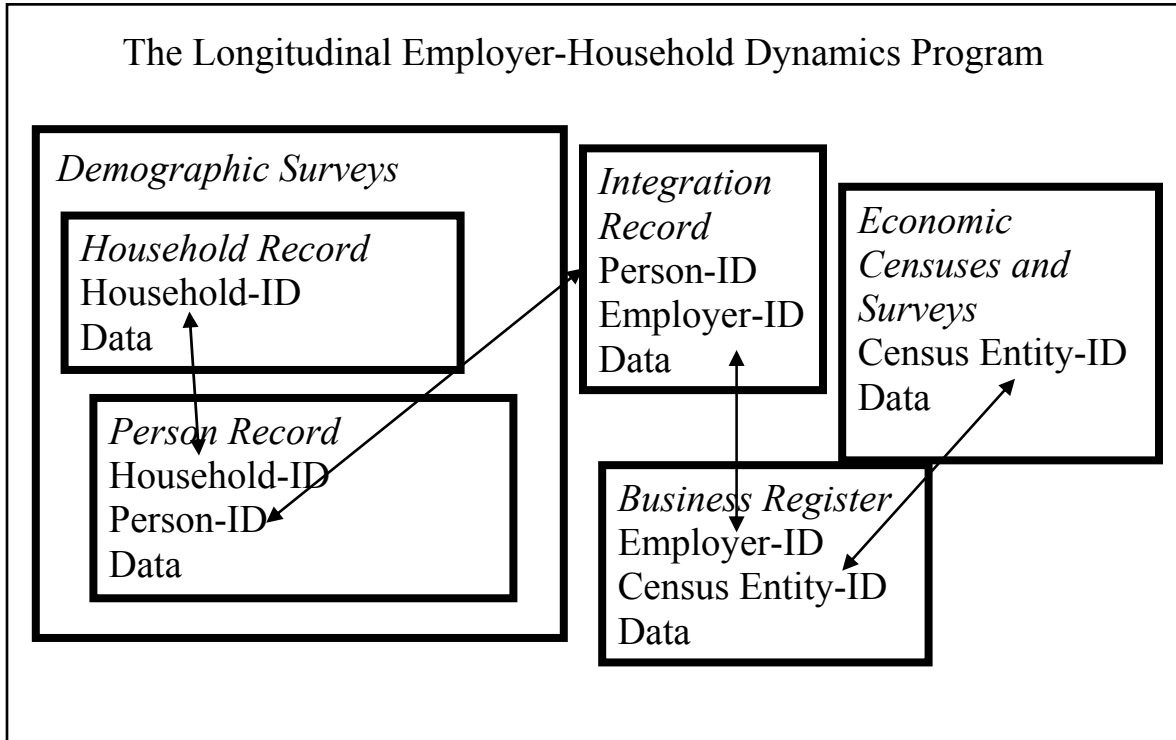 The Longitudinal Employer-Household Dynamics Program
Demographic Surveys
Household Record
Household-ID
Data
Person Record
Household-ID
Person-ID
Data
Integration
Record
Person-ID
Employer-ID
Data
Economic
Censuses and
Surveys
Census Entity-ID
Data
Business Register
Employer-ID
Census Entity-ID
Data